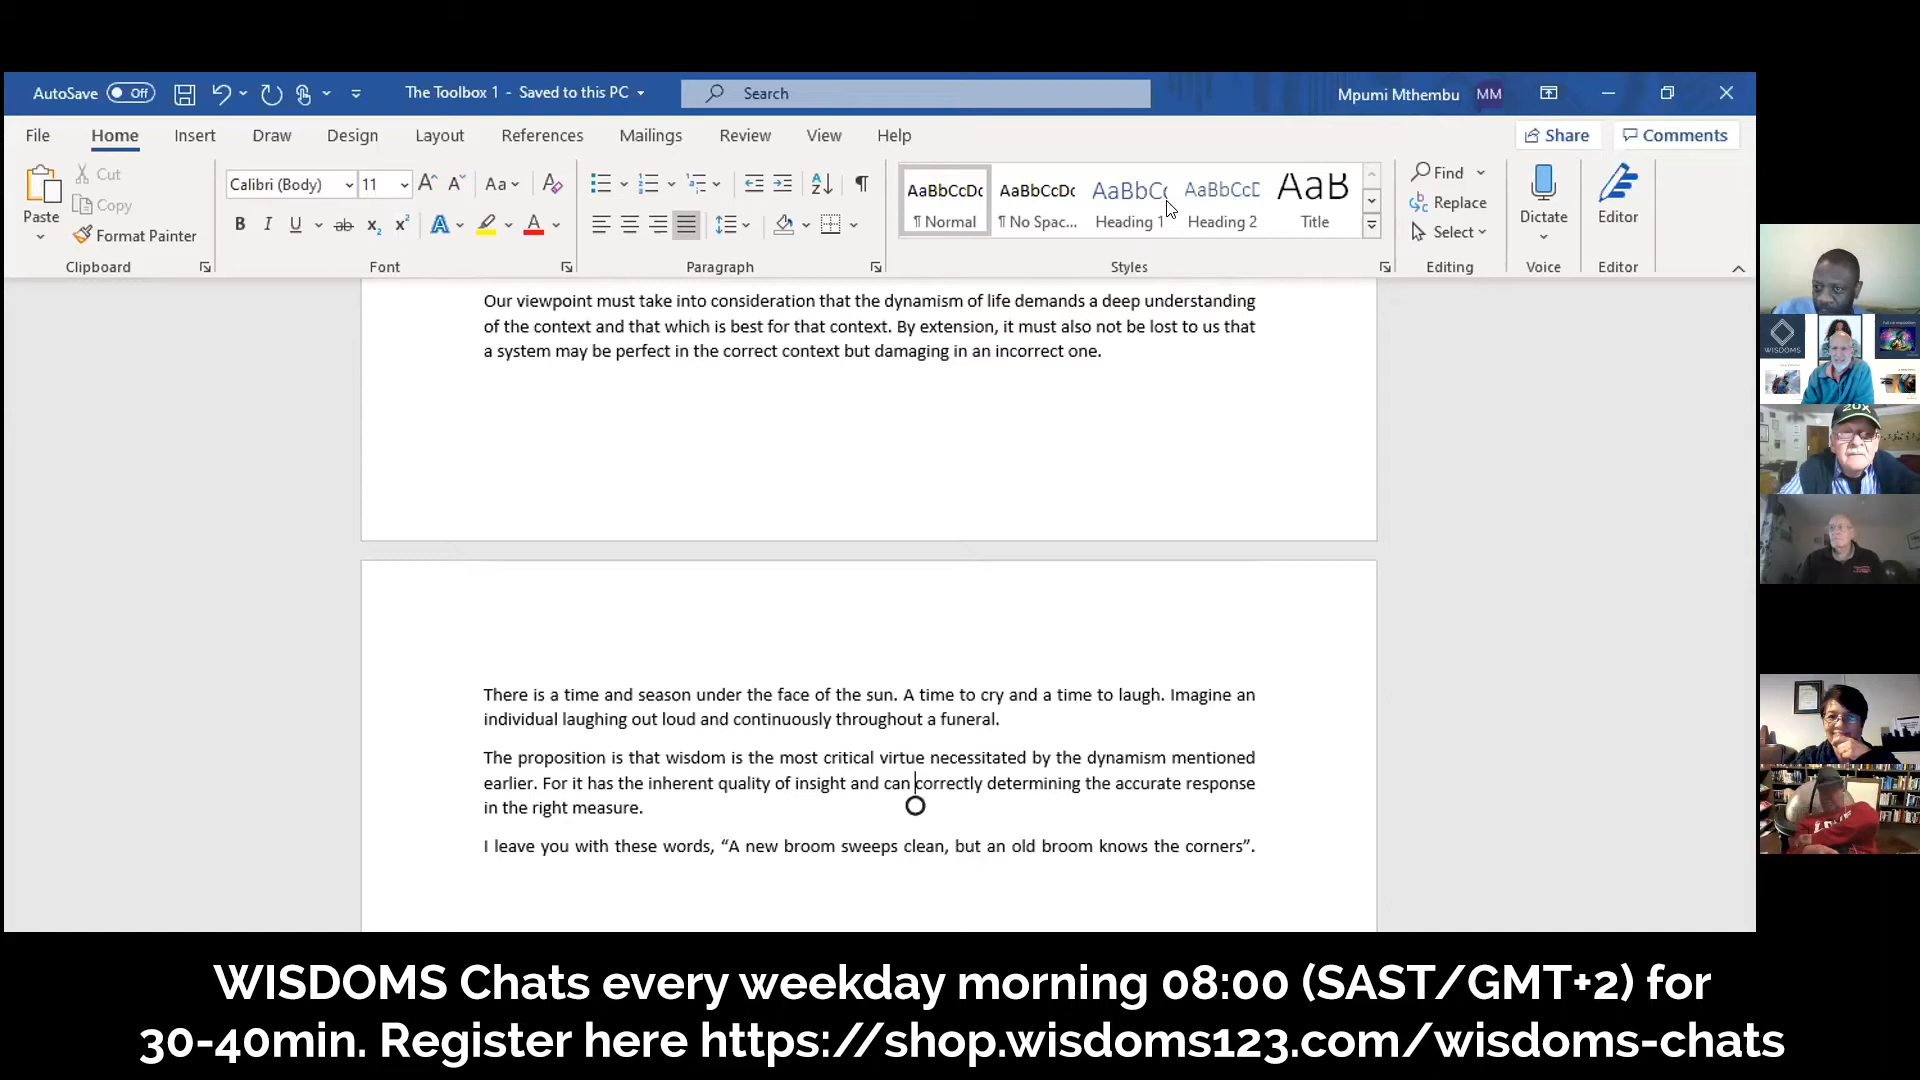 AutoSave Off The Toolbox 1 - Saved to this PC Search Mpumi Mthembu MM
File Home Insert Draw Design Layout References Mailings Review View Help Share Comments
Paste Cut Copy Format Painter
Clipboard
Calibri (Body) 11
Font
Paragraph
AaBbCcDc AaBbCcDc AaBbCc AaBbCcD AaB
¶ Normal ¶ No Spac... Heading 1 Heading 2 Title
Styles
Find Replace Select
Editing
Dictate
Voice
Editor
Editor
Our viewpoint must take into consideration that the dynamism of life demands a deep understanding
of the context and that which is best for that context. By extension, it must also not be lost to us that
a system may be perfect in the correct context but damaging in an incorrect one.
There is a time and season under the face of the sun. A time to cry and a time to laugh. Imagine an
individual laughing out loud and continuously throughout a funeral.
The proposition is that wisdom is the most critical virtue necessitated by the dynamism mentioned
earlier. For it has the inherent quality of insight and can correctly determining the accurate response
in the right measure.
I leave you with these words, “A new broom sweeps clean, but an old broom knows the corners”.
WISDOMS
20X
WISDOMS Chats every weekday morning 08:00 (SAST/GMT+2) for
30-40min. Register here https://shop.wisdoms123.com/wisdoms-chats